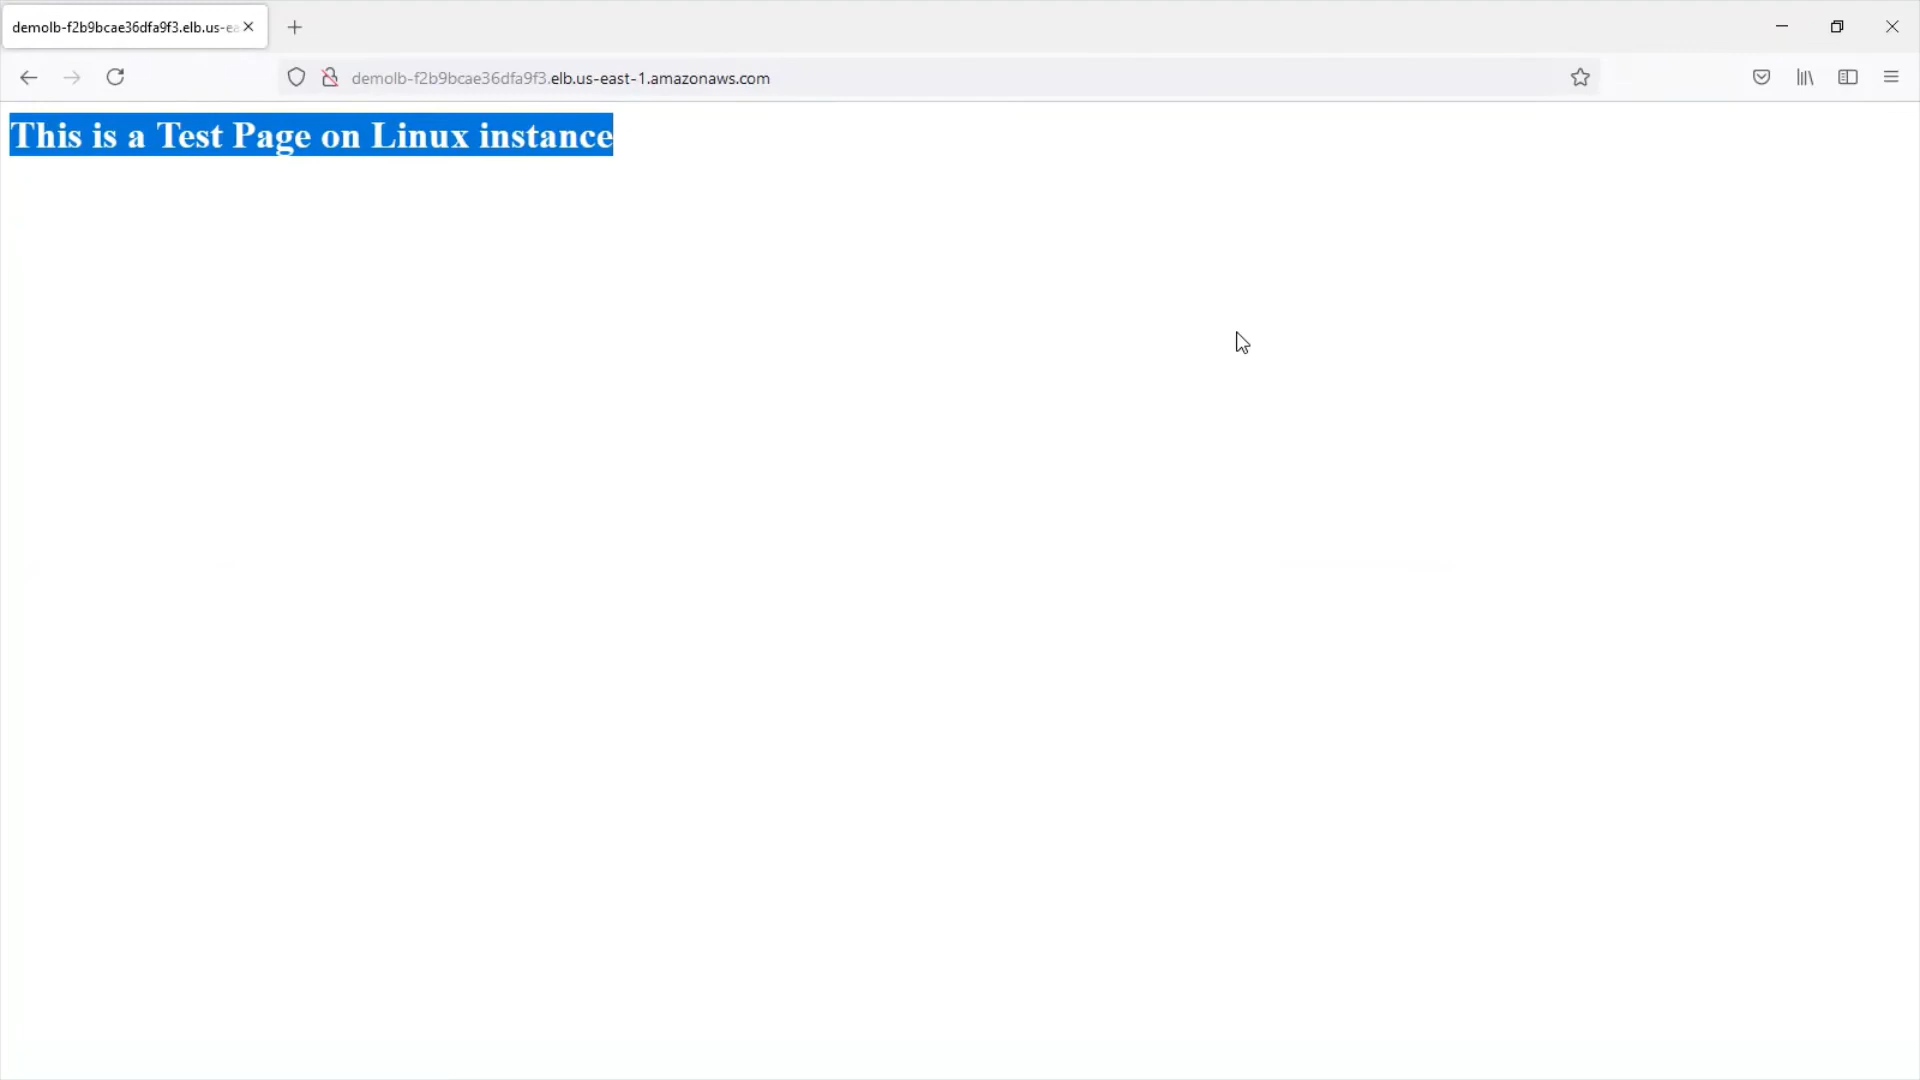 demolb-f2b9bcae36dfa9f3.elb.us-ea
demolb-f2b9bcae36dfa9f3.elb.us-east-1.amazonaws.com
This is a Test Page on Linux instance